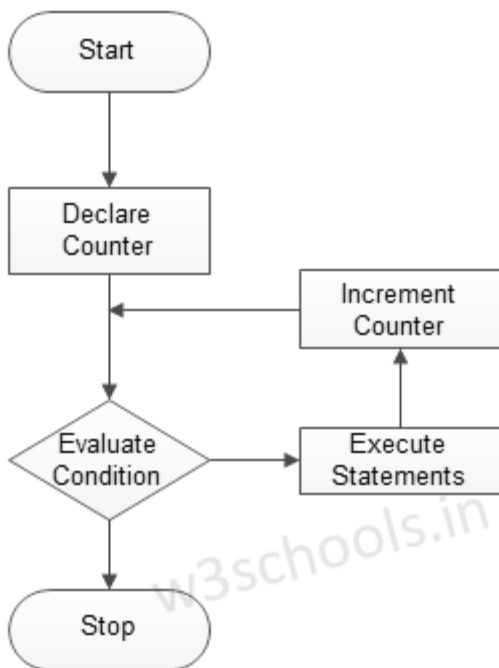 Start
Declare
Counter
Increment
Counter
Evaluate
Condition
Execute
Statements
Stop
w3schools.in